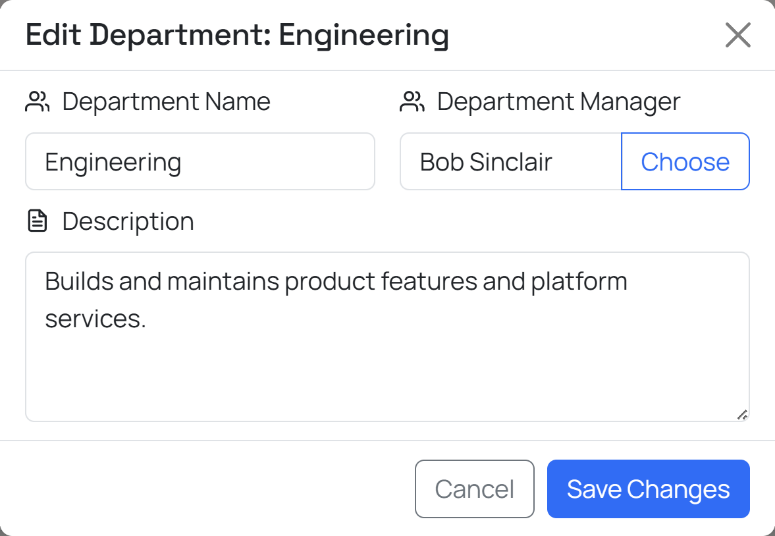 Edit Department: Engineering
Department Name
Department Manager
Engineering
Bob Sinclair
Choose
Description
Builds and maintains product features and platform
services.
Cancel
Save Changes